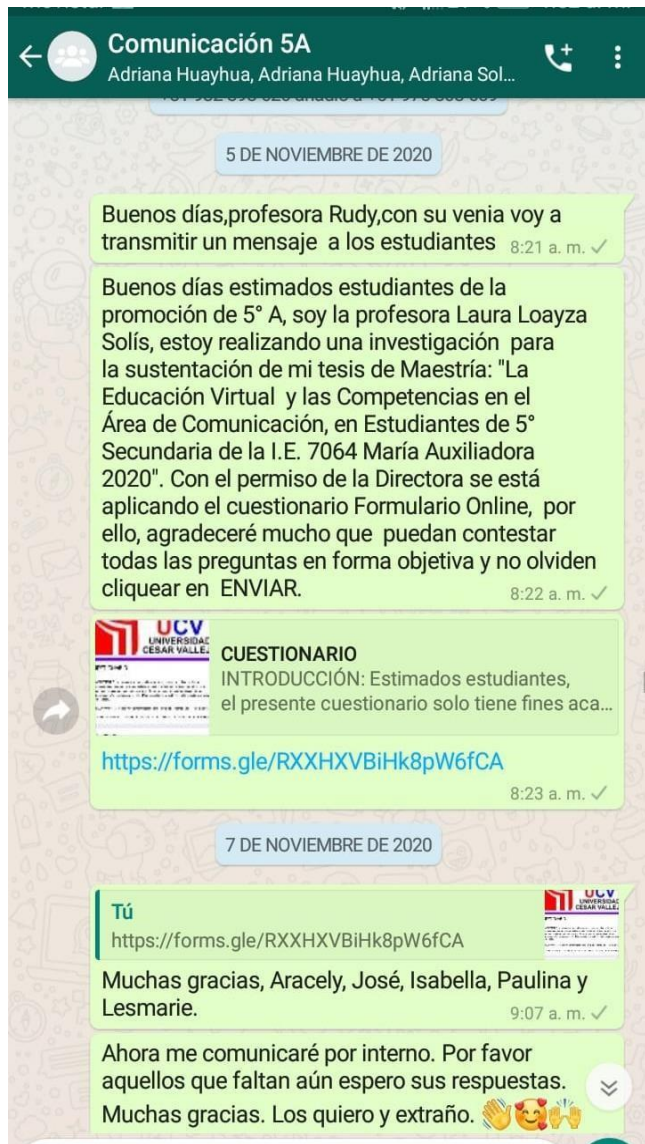 Comunicación 5A
Adriana Huayhua, Adriana Huayhua, Adriana Sol...
5 DE NOVIEMBRE DE 2020
Buenos días,profesora Rudy,con su venia voy a
transmitir un mensaje a los estudiantes 8:21 a. m.
Buenos días estimados estudiantes de la
promoción de 5° A, soy la profesora Laura Loayza
Solís, estoy realizando una investigación para
la sustentación de mi tesis de Maestría: "La
Educación Virtual y las Competencias en el
Área de Comunicación, en Estudiantes de 5°
Secundaria de la I.E. 7064 María Auxiliadora
2020". Con el permiso de la Directora se está
aplicando el cuestionario Formulario Online, por
ello, agradeceré mucho que puedan contestar
todas las preguntas en forma objetiva y no olviden
cliquear en ENVIAR. 8:22 a. m.
UCV
UNIVERSIDAD
CESAR VALLEJ
CUESTIONARIO
INTRODUCCIÓN: Estimados estudiantes,
el presente cuestionario solo tiene fines aca...
https://forms.gle/RXXHXVBiHk8pW6fCA
8:23 a. m.
7 DE NOVIEMBRE DE 2020
Tú
https://forms.gle/RXXHXVBiHk8pW6fCA
UCV
UNIVERSIDAD
CESAR VALLEJ
Muchas gracias, Aracely, José, Isabella, Paulina y
Lesmarie. 9:07 a. m.
Ahora me comunicaré por interno. Por favor
aquellos que faltan aún espero sus respuestas.
Muchas gracias. Los quiero y extraño. 👋🥰🙌